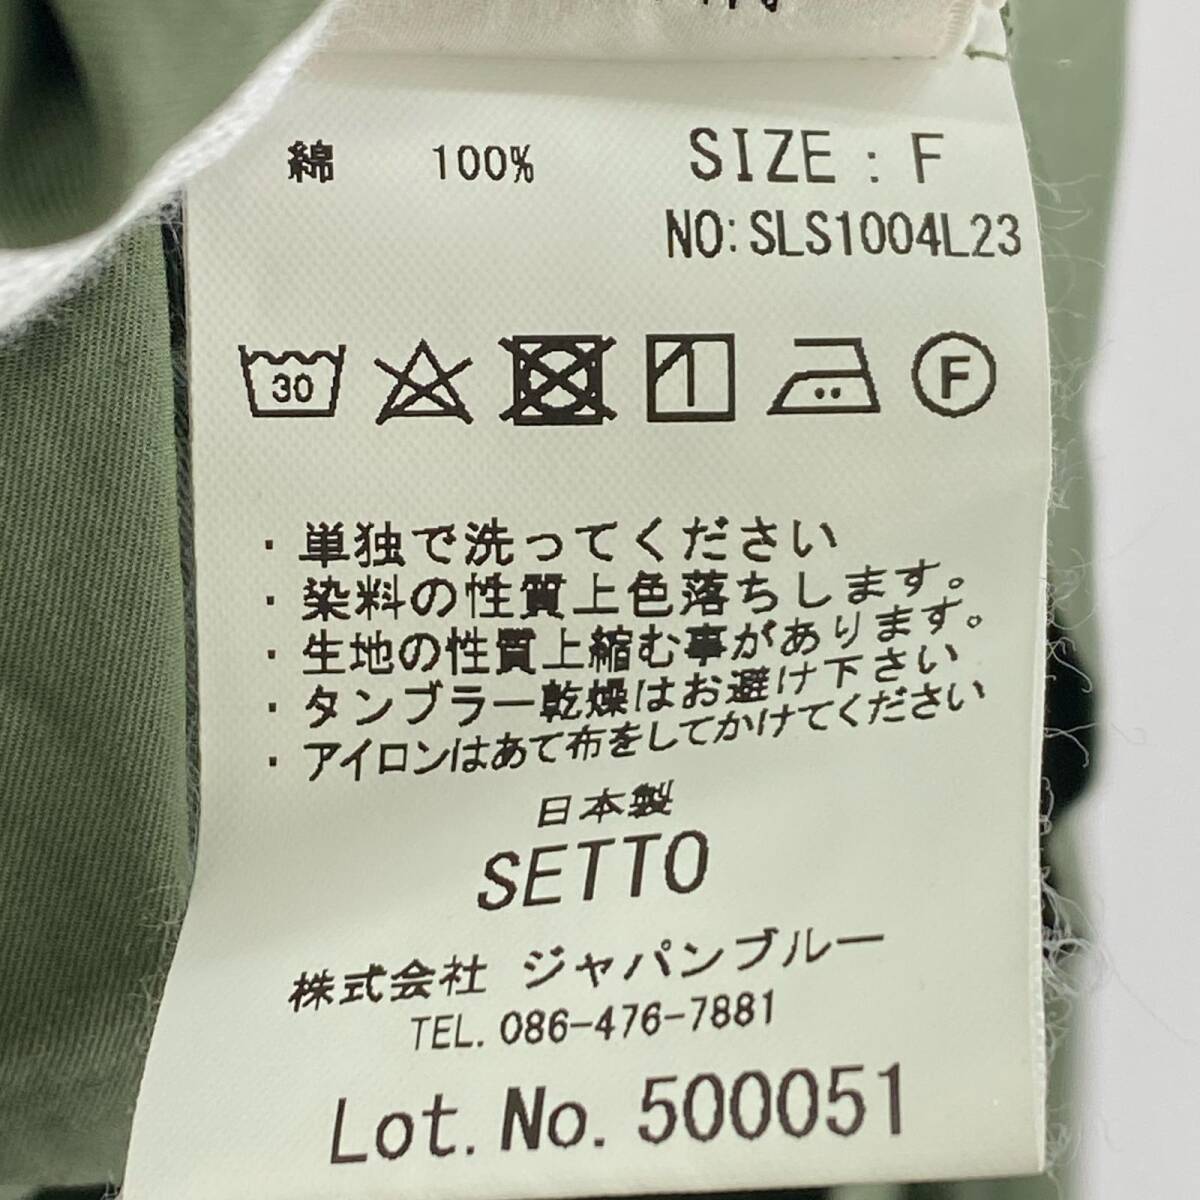 綿 100% SIZE : F
NO:SLS1004L23
30 F
・単独で洗ってください
・染料の性質上色落ちします。
・生地の性質上縮む事があります。
・タンブラー乾燥はお避け下さい
・アイロンはあて布をしてかけてください
日本製
SETTO
株式会社 ジャパンブルー
TEL. 086-476-7881
Lot.No.500051